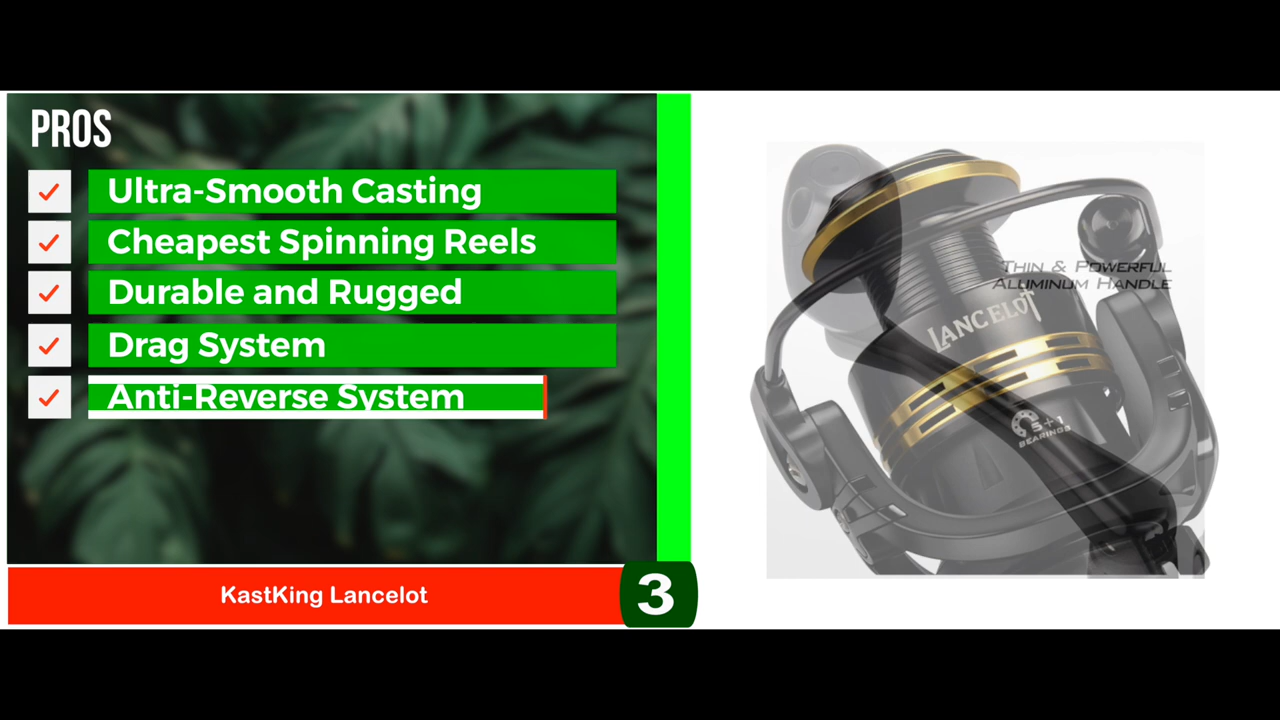 PROS
Ultra-Smooth Casting
Cheapest Spinning Reels
Durable and Rugged
Drag System
Anti-Reverse System
KastKing Lancelot
3
THIN & POWERFUL
ALUMINUM HANDLE
LANCELOT
5+1
BEARINGS